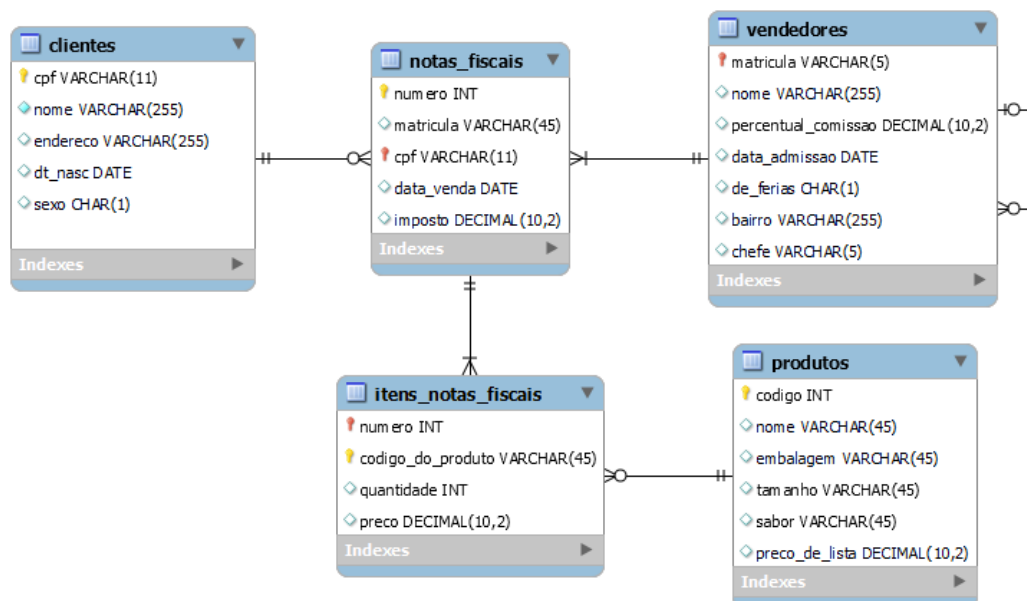 clientes
cpf VARCHAR(11)
nome VARCHAR(255)
endereco VARCHAR(255)
dt_nasc DATE
sexo CHAR(1)
Indexes
notas_fiscais
numero INT
matricula VARCHAR(45)
cpf VARCHAR(11)
data_venda DATE
imposto DECIMAL(10,2)
Indexes
vendedores
matricula VARCHAR(5)
nome VARCHAR(255)
percentual_comissao DECIMAL(10,2)
data_admissao DATE
de_ferias CHAR(1)
bairro VARCHAR(255)
chefe VARCHAR(5)
Indexes
itens_notas_fiscais
numero INT
codigo_do_produto VARCHAR(45)
quantidade INT
preco DECIMAL(10,2)
Indexes
produtos
codigo INT
nome VARCHAR(45)
embalagem VARCHAR(45)
tamanho VARCHAR(45)
sabor VARCHAR(45)
preco_de_lista DECIMAL(10,2)
Indexes